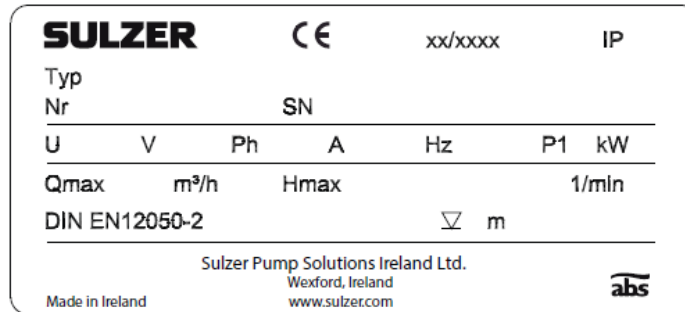 SULZER CE xx/xxxx IP
Typ
Nr SN
U V Ph A Hz P1 kW
Qmax m³/h Hmax 1/min
DIN EN12050-2 m
Sulzer Pump Solutions Ireland Ltd.
Wexford, Ireland
Made in Ireland www.sulzer.com abs